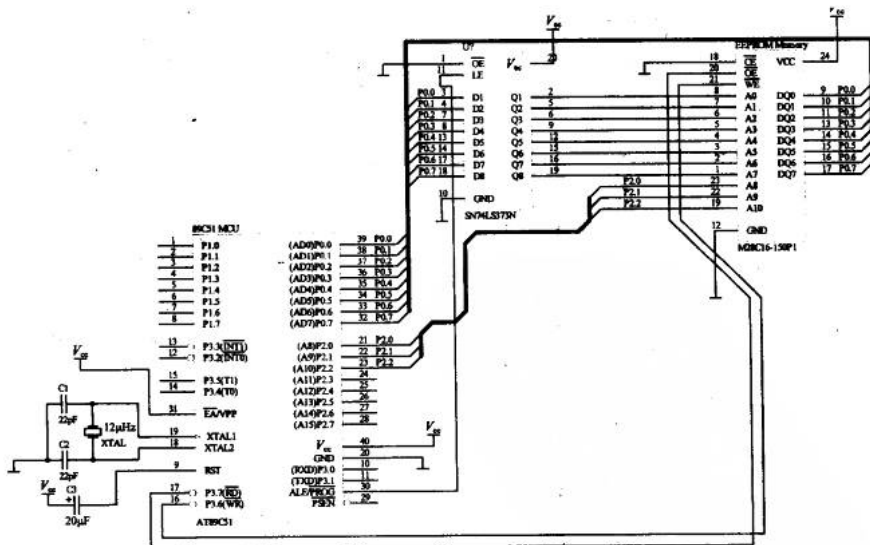 Vss
Vss
Vss
U?
EEPROM Memory
1 OE
11 LE
Vcc 20
18 CE
20 OE
21 WE
VCC 24
P0.0 3 D1 Q1 2
P0.1 4 D2 Q2 5
P0.2 7 D3 Q3 6
P0.3 8 D4 Q4 9
P0.4 13 D5 Q5 12
P0.5 14 D6 Q6 15
P0.6 17 D7 Q7 16
P0.7 18 D8 Q8 19
10 GND
SN74LS373N
8 A0 DQ0 9 P0.0
7 A1 DQ1 10 P0.1
6 A2 DQ2 11 P0.2
5 A3 DQ3 13 P0.3
4 A4 DQ4 14 P0.4
3 A5 DQ5 15 P0.5
2 A6 DQ6 16 P0.6
1 A7 DQ7 17 P0.7
P2.0 23 A8
P2.1 22 A9
P2.2 19 A10
12 GND
M28C16-150P1
89C51 MCU
1 P1.0
2 P1.1
3 P1.2
4 P1.3
5 P1.4
6 P1.5
7 P1.6
8 P1.7
13 P3.3(INT1)
12 P3.2(INT0)
15 P3.5(T1)
14 P3.4(T0)
31 EA/VPP
19 XTAL1
18 XTAL2
9 RST
17 P3.7(RD)
16 P3.6(WR)
AT89C51
(AD0)P0.0 39 P0.0
(AD1)P0.1 38 P0.1
(AD2)P0.2 37 P0.2
(AD3)P0.3 36 P0.3
(AD4)P0.4 35 P0.4
(AD5)P0.5 34 P0.5
(AD6)P0.6 33 P0.6
(AD7)P0.7 32 P0.7
(A8)P2.0 21 P2.0
(A9)P2.1 22 P2.1
(A10)P2.2 23 P2.2
(A11)P2.3 24
(A12)P2.4 25
(A13)P2.5 26
(A14)P2.6 27
(A15)P2.7 28
Vcc 40
Vss
GND 20
(RXD)P3.0 10
(TXD)P3.1 11
ALE/PROG 30
PSEN 29
C1
22pF
12μHz
XTAL
C2
22pF
Vss
C3
+
20μF